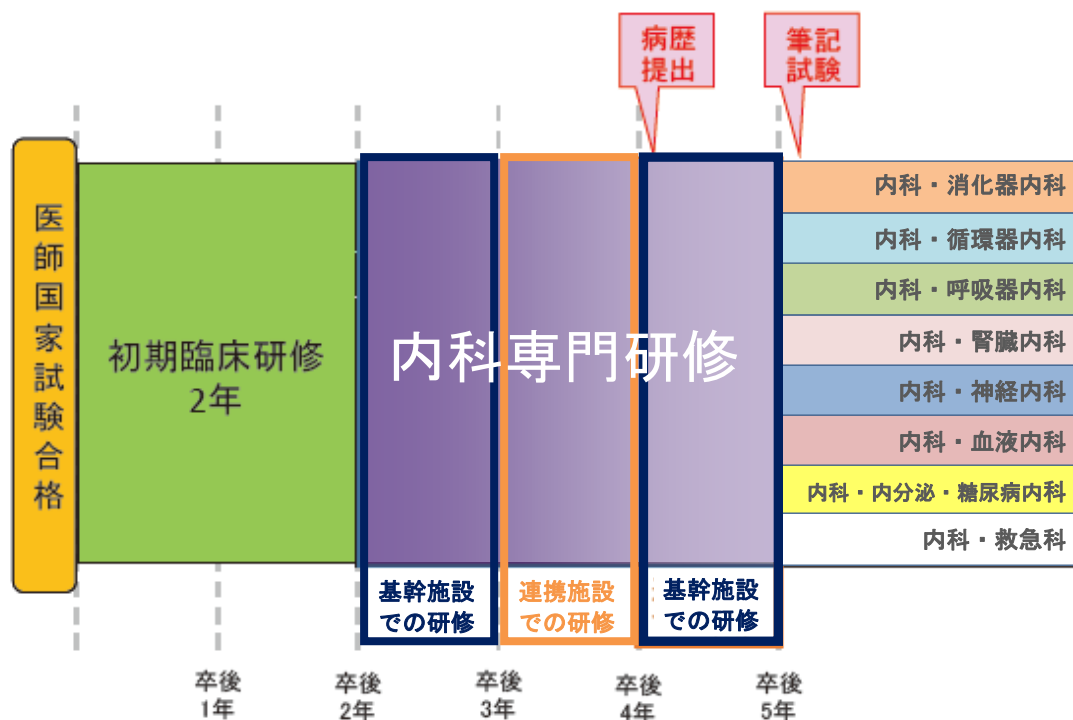 病歴
提出
筆記
試験
医師国家試験合格
初期臨床研修
2年
内科専門研修
内科・消化器内科
内科・循環器内科
内科・呼吸器内科
内科・腎臓内科
内科・神経内科
内科・血液内科
内科・内分泌・糖尿病内科
内科・救急科
基幹施設
での研修
連携施設
での研修
基幹施設
での研修
卒後
1年
卒後
2年
卒後
3年
卒後
4年
卒後
5年